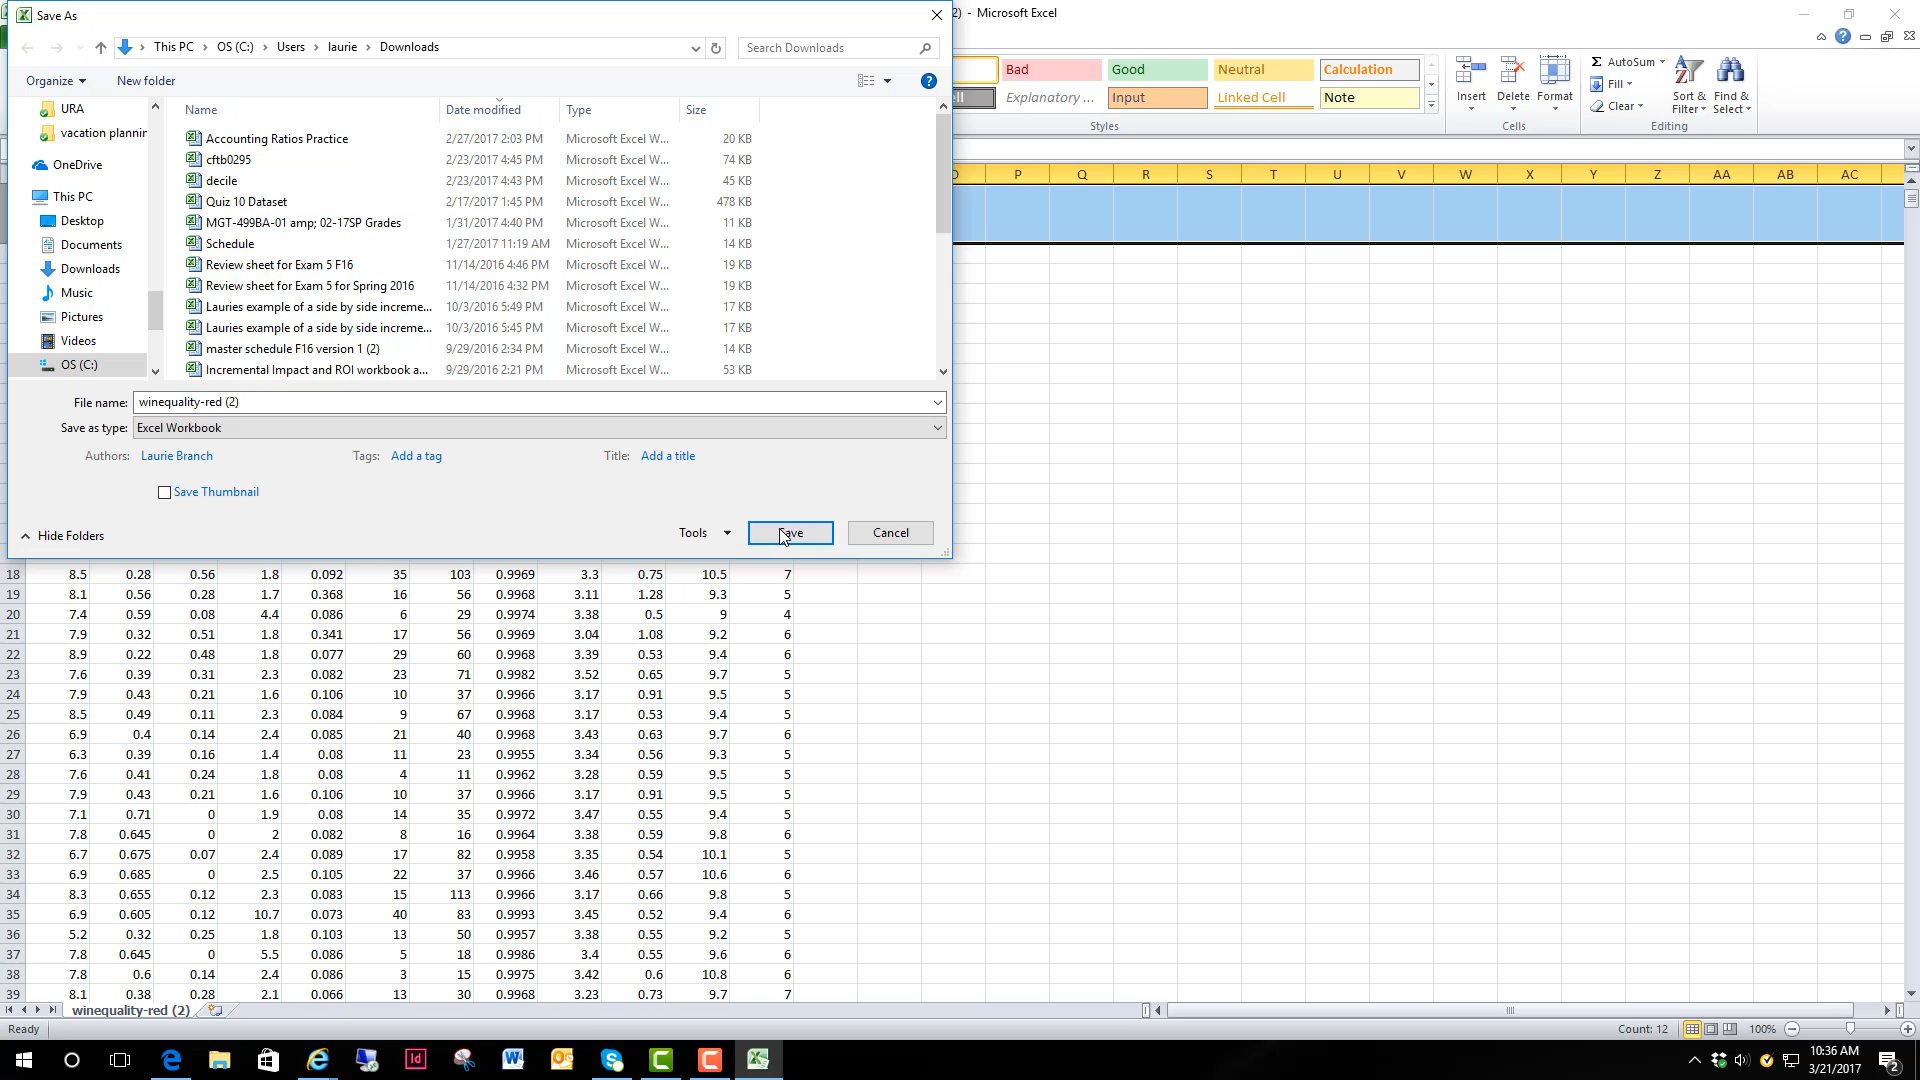 Save As
2) - Microsoft Excel
This PC › OS (C:) › Users › laurie › Downloads
Search Downloads
Organize New folder
URA
vacation plannin
OneDrive
This PC
Desktop
Documents
Downloads
Music
Pictures
Videos
OS (C:)
Name Date modified Type Size
Accounting Ratios Practice 2/27/2017 2:03 PM Microsoft Excel W... 20 KB
cftb0295 2/23/2017 4:45 PM Microsoft Excel W... 74 KB
decile 2/23/2017 4:43 PM Microsoft Excel W... 45 KB
Quiz 10 Dataset 2/17/2017 1:45 PM Microsoft Excel W... 478 KB
MGT-499BA-01 amp; 02-17SP Grades 1/31/2017 4:40 PM Microsoft Excel W... 11 KB
Schedule 1/27/2017 11:19 AM Microsoft Excel W... 14 KB
Review sheet for Exam 5 F16 11/14/2016 4:46 PM Microsoft Excel W... 19 KB
Review sheet for Exam 5 for Spring 2016 11/14/2016 4:32 PM Microsoft Excel W... 19 KB
Lauries example of a side by side increme... 10/3/2016 5:49 PM Microsoft Excel W... 17 KB
Lauries example of a side by side increme... 10/3/2016 5:45 PM Microsoft Excel W... 17 KB
master schedule F16 version 1 (2) 9/29/2016 2:34 PM Microsoft Excel W... 14 KB
Incremental Impact and ROI workbook a... 9/29/2016 2:21 PM Microsoft Excel W... 53 KB
File name: winequality-red (2)
Save as type: Excel Workbook
Authors: Laurie Branch Tags: Add a tag Title: Add a title
Save Thumbnail
Hide Folders Tools Cancel
Bad Good Neutral Calculation
Explanatory ... Input Linked Cell Note
Styles
Insert Delete Format
Cells
Σ AutoSum
Fill
Clear
Sort & Filter Find & Select
Editing
P Q R S T U V W X Y Z AA AB AC
18 8.5 0.28 0.56 1.8 0.092 35 103 0.9969 3.3 0.75 10.5 7
19 8.1 0.56 0.28 1.7 0.368 16 56 0.9968 3.11 1.28 9.3 5
20 7.4 0.59 0.08 4.4 0.086 6 29 0.9974 3.38 0.5 9 4
21 7.9 0.32 0.51 1.8 0.341 17 56 0.9969 3.04 1.08 9.2 6
22 8.9 0.22 0.48 1.8 0.077 29 60 0.9968 3.39 0.53 9.4 6
23 7.6 0.39 0.31 2.3 0.082 23 71 0.9982 3.52 0.65 9.7 5
24 7.9 0.43 0.21 1.6 0.106 10 37 0.9966 3.17 0.91 9.5 5
25 8.5 0.49 0.11 2.3 0.084 9 67 0.9968 3.17 0.53 9.4 5
26 6.9 0.4 0.14 2.4 0.085 21 40 0.9968 3.43 0.63 9.7 6
27 6.3 0.39 0.16 1.4 0.08 11 23 0.9955 3.34 0.56 9.3 5
28 7.6 0.41 0.24 1.8 0.08 4 11 0.9962 3.28 0.59 9.5 5
29 7.9 0.43 0.21 1.6 0.106 10 37 0.9966 3.17 0.91 9.5 5
30 7.1 0.71 0 1.9 0.08 14 35 0.9972 3.47 0.55 9.4 5
31 7.8 0.645 0 2 0.082 8 16 0.9964 3.38 0.59 9.8 6
32 6.7 0.675 0.07 2.4 0.089 17 82 0.9958 3.35 0.54 10.1 5
33 6.9 0.685 0 2.5 0.105 22 37 0.9966 3.46 0.57 10.6 6
34 8.3 0.655 0.12 2.3 0.083 15 113 0.9966 3.17 0.66 9.8 5
35 6.9 0.605 0.12 10.7 0.073 40 83 0.9993 3.45 0.52 9.4 6
36 5.2 0.32 0.25 1.8 0.103 13 50 0.9957 3.38 0.55 9.2 5
37 7.8 0.645 0 5.5 0.086 5 18 0.9986 3.4 0.55 9.6 6
38 7.8 0.6 0.14 2.4 0.086 3 15 0.9975 3.42 0.6 10.8 6
39 8.1 0.38 0.28 2.1 0.066 13 30 0.9968 3.23 0.73 9.7 7
winequality-red (2)
Ready Count: 12 100%
10:36 AM
3/21/2017
2